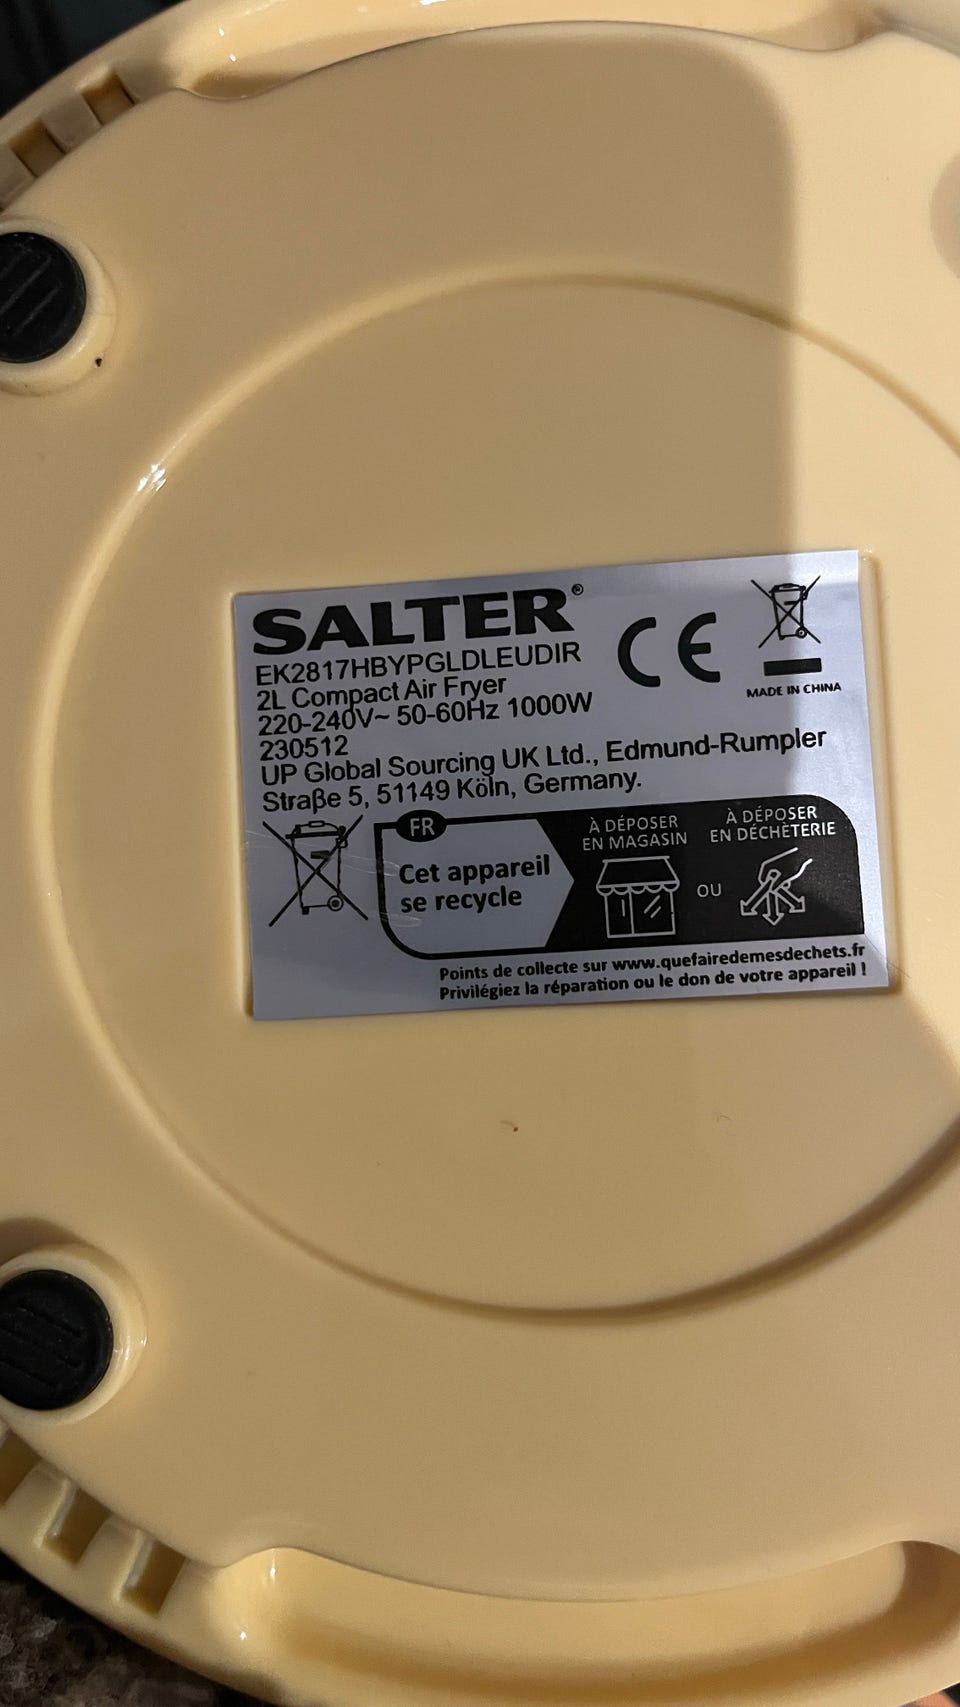 SALTER®
EK2817HBYPGLDLEUDIR
2L Compact Air Fryer
220-240V~ 50-60Hz 1000W
230512
UP Global Sourcing UK Ltd., Edmund-Rumpler
Straße 5, 51149 Köln, Germany.
CE
MADE IN CHINA
FR
Cet appareil
se recycle
À DÉPOSER
EN MAGASIN
OU
À DÉPOSER
EN DÉCHÈTERIE
Points de collecte sur www.quefairedemesdechets.fr
Privilégiez la réparation ou le don de votre appareil !